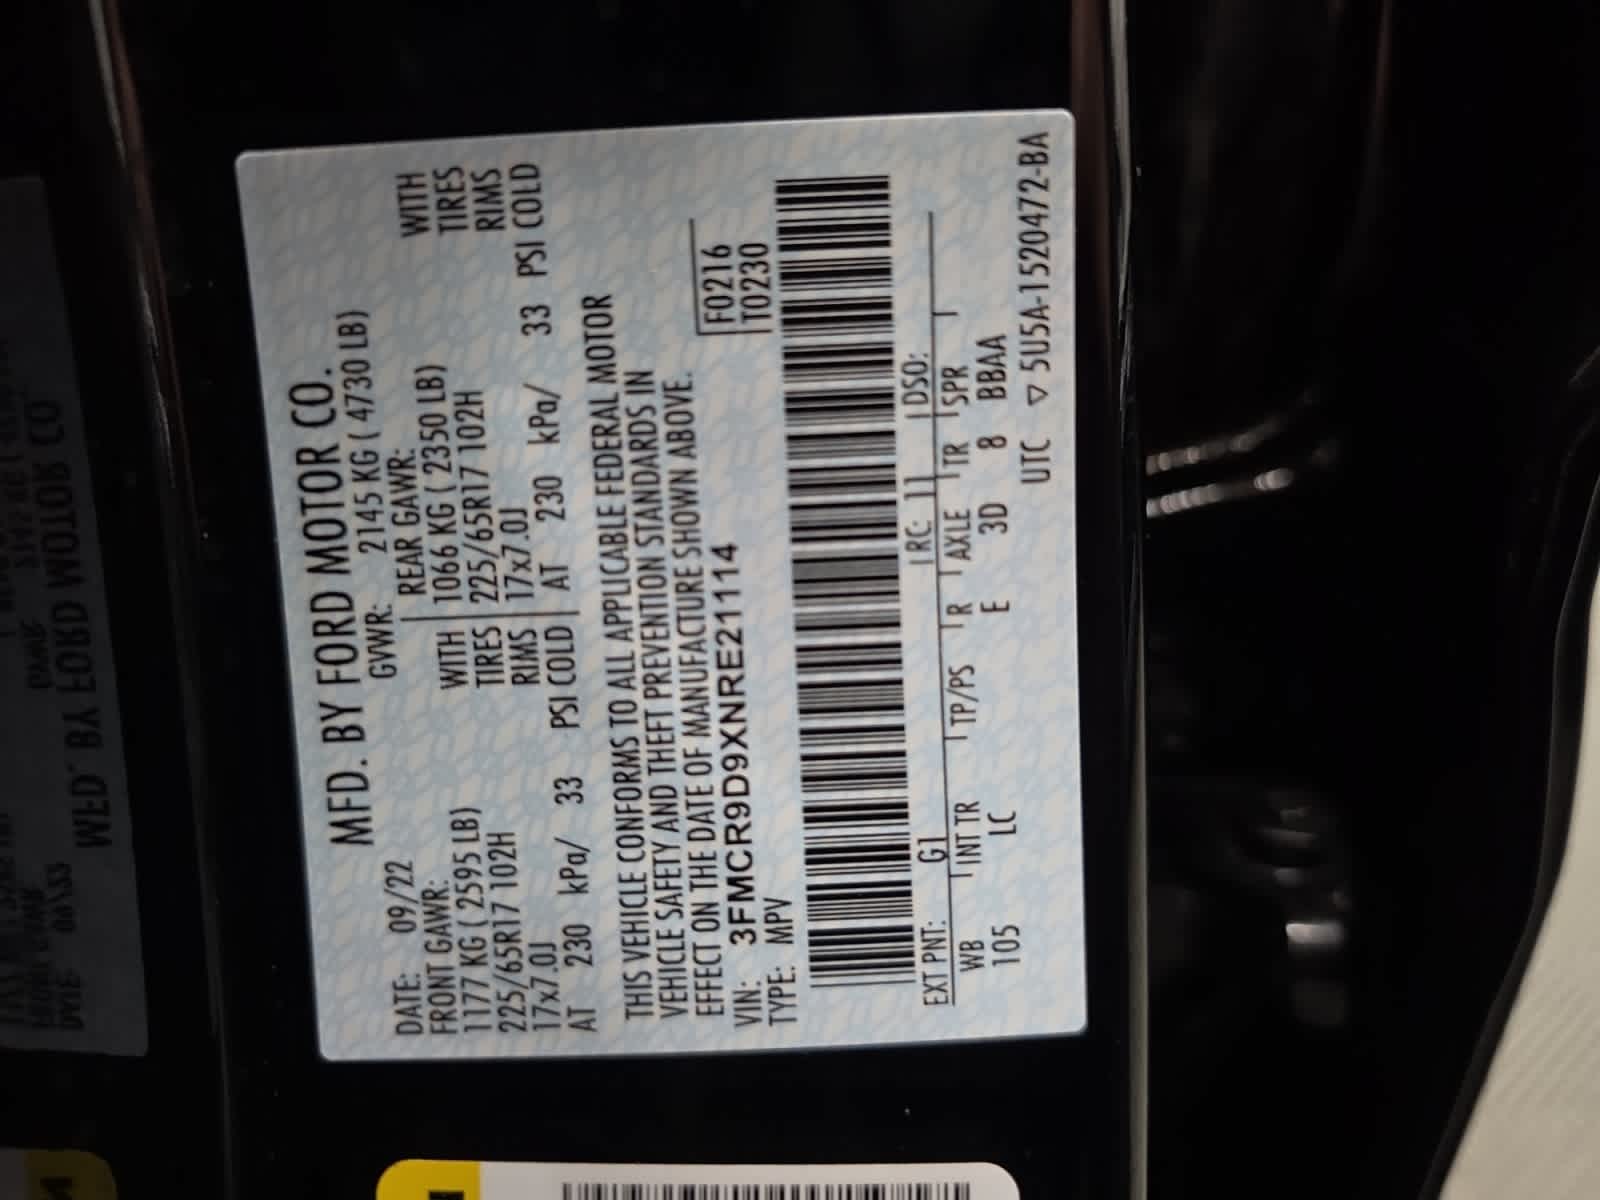 MFD. BY FORD MOTOR CO.
DATE: 09/22 GVWR: 2145 KG ( 4730 LB)
FRONT GAWR: REAR GAWR:
1177 KG ( 2595 LB) WITH 1066 KG ( 2350 LB) WITH
225/65R17 102H TIRES 225/65R17 102H TIRES
17x7.0J RIMS 17x7.0J RIMS
AT 230 kPa/ 33 PSI COLD AT 230 kPa/ 33 PSI COLD
THIS VEHICLE CONFORMS TO ALL APPLICABLE FEDERAL MOTOR
VEHICLE SAFETY AND THEFT PREVENTION STANDARDS IN
EFFECT ON THE DATE OF MANUFACTURE SHOWN ABOVE.
VIN: 3FMCR9D9XNRE21114 F0216
TYPE: MPV T0230
EXT PNT: G1 RC: 11 DSO:
WB INT TR TP/PS R AXLE TR SPR
105 LC E 3D 8 BBAA
UTC ▽ 5U5A-1520472-BA